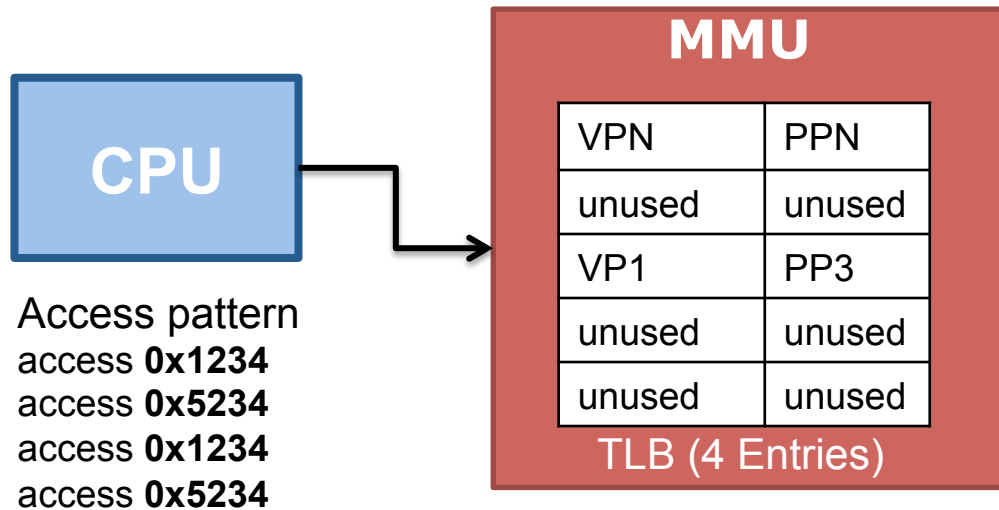 MMU
CPU
VPN PPN
unused unused
VP1 PP3
unused unused
unused unused
TLB (4 Entries)
Access pattern
access 0x1234
access 0x5234
access 0x1234
access 0x5234